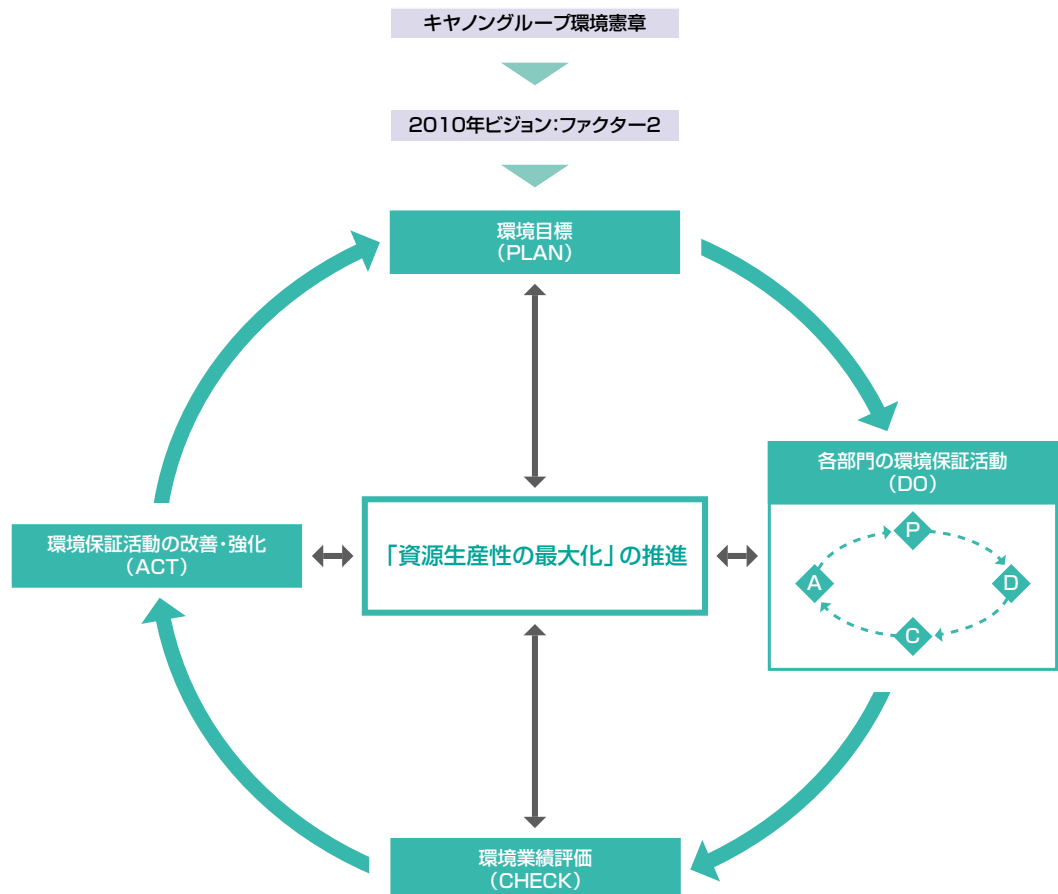 キヤノングループ環境憲章
2010年ビジョン:ファクター2
環境目標
(PLAN)
各部門の環境保証活動
(DO)
P
A
D
C
環境保証活動の改善・強化
(ACT)
「資源生産性の最大化」の推進
環境業績評価
(CHECK)